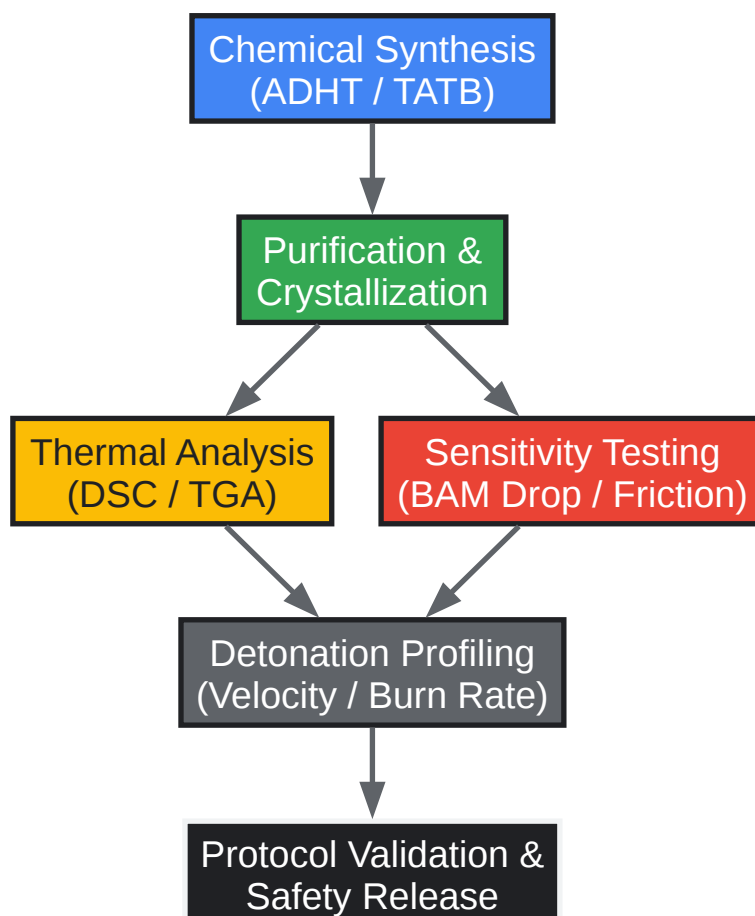 Chemical Synthesis
(ADHT / TATB)
Purification &
Crystallization
Thermal Analysis
(DSC / TGA)
Sensitivity Testing
(BAM Drop / Friction)
Detonation Profiling
(Velocity / Burn Rate)
Protocol Validation &
Safety Release